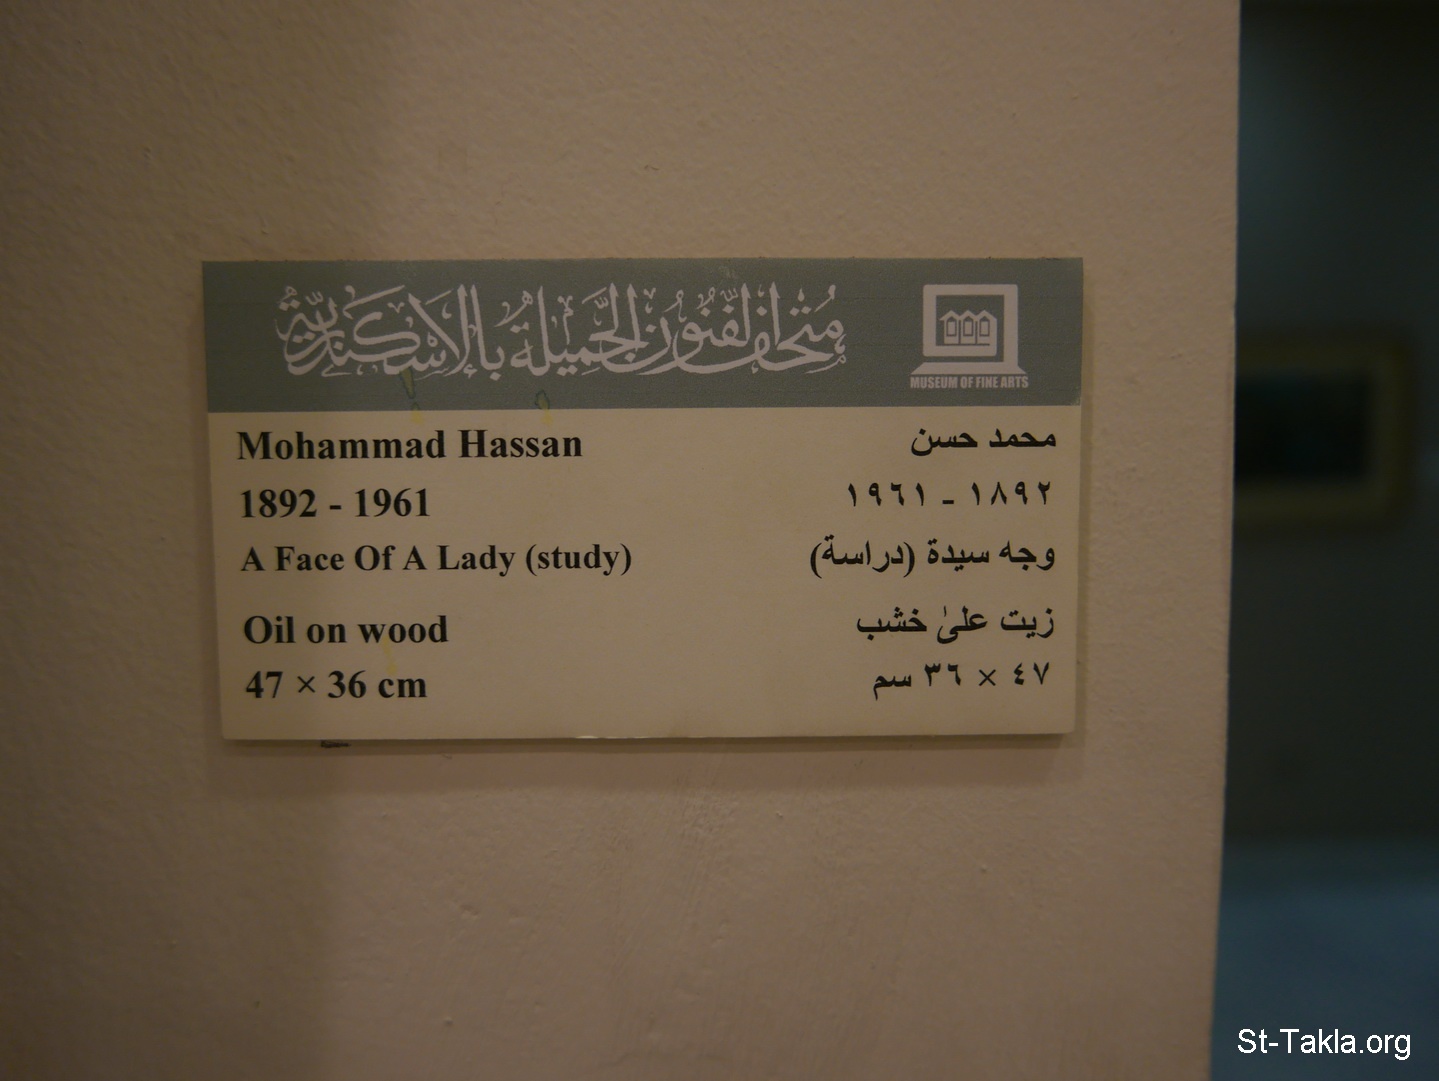 متحف الفنون الجميلة بالإسكندرية
MUSEUM OF FINE ARTS
Mohammad Hassan
1892 - 1961
A Face Of A Lady (study)
Oil on wood
47 × 36 cm
محمد حسن
١٨٩٢ - ١٩٦١
وجه سيدة (دراسة)
زيت علىٰ خشب
٤٧ × ٣٦ سم
St-Takla.org